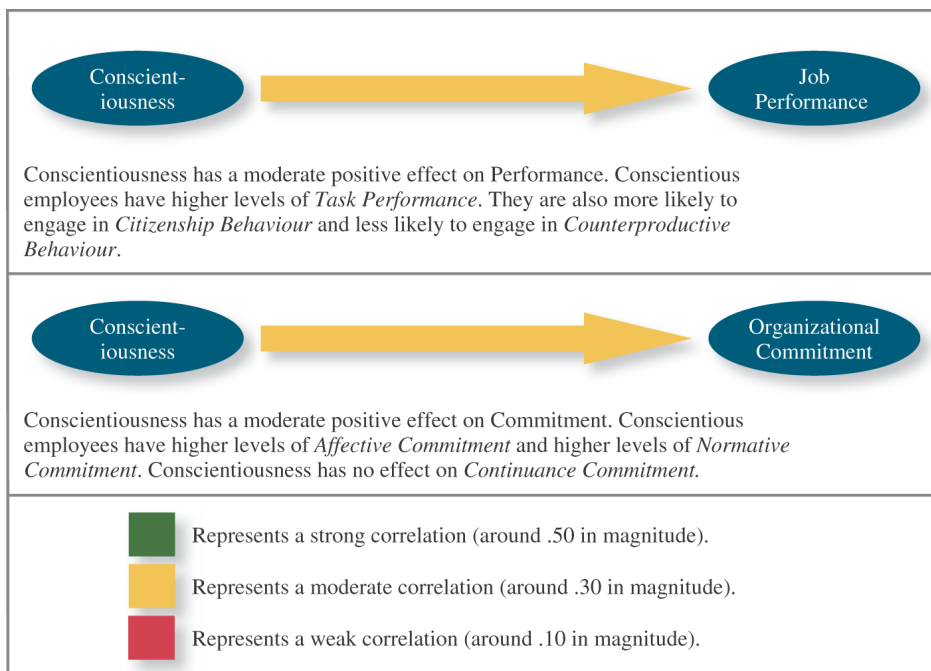 Conscient-
iousness
Job
Performance
Conscientiousness has a moderate positive effect on Performance. Conscientious
employees have higher levels of Task Performance. They are also more likely to
engage in Citizenship Behaviour and less likely to engage in Counterproductive
Behaviour.
Conscient-
iousness
Organizational
Commitment
Conscientiousness has a moderate positive effect on Commitment. Conscientious
employees have higher levels of Affective Commitment and higher levels of Normative
Commitment. Conscientiousness has no effect on Continuance Commitment.
Represents a strong correlation (around .50 in magnitude).
Represents a moderate correlation (around .30 in magnitude).
Represents a weak correlation (around .10 in magnitude).